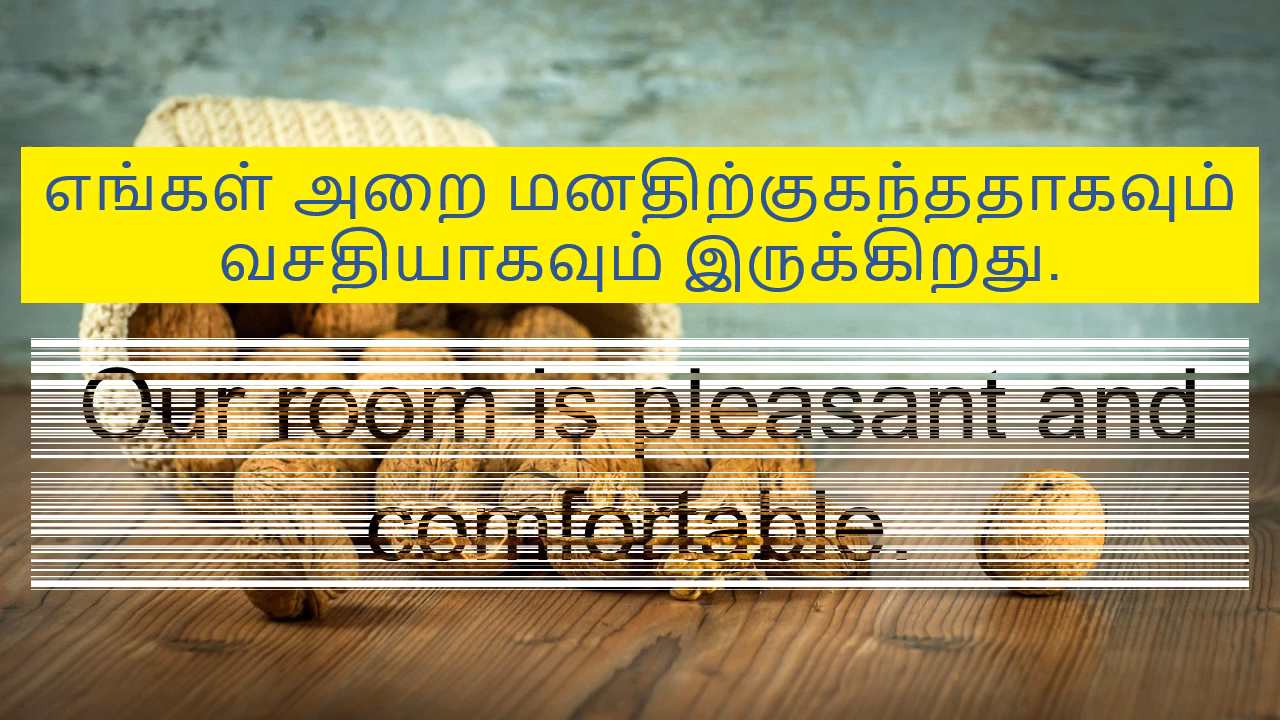 எங்கள் அறை மனதிற்குகந்ததாகவும்
வசதியாகவும் இருக்கிறது.
Our room is pleasant and
comfortable.